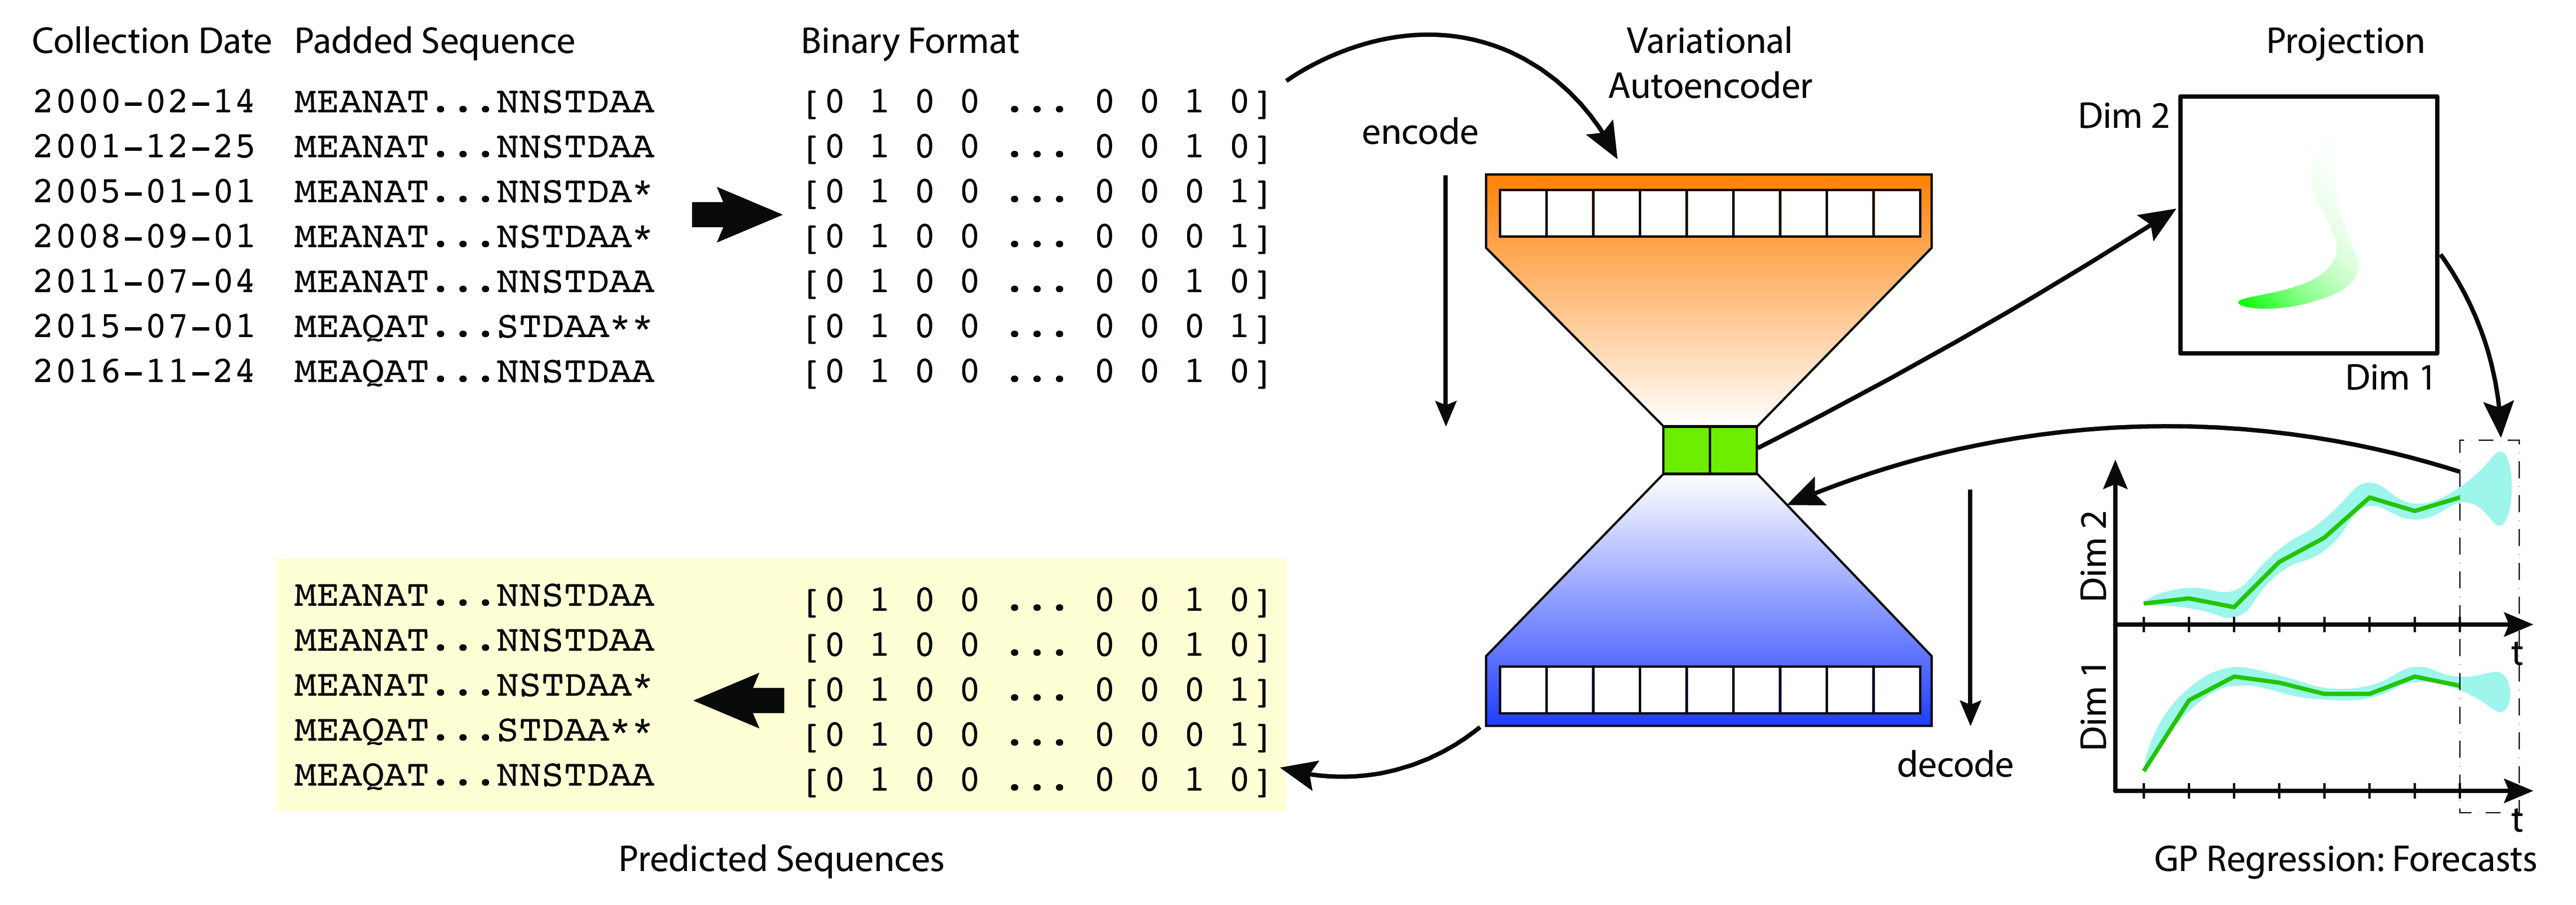 Collection Date Padded Sequence Binary Format
2000-02-14 MEANAT...NNSTDAA [0 1 0 0 ... 0 0 1 0]
2001-12-25 MEANAT...NNSTDAA [0 1 0 0 ... 0 0 1 0]
2005-01-01 MEANAT...NNSTDA* [0 1 0 0 ... 0 0 0 1]
2008-09-01 MEANAT...NSTDAA* [0 1 0 0 ... 0 0 0 1]
2011-07-04 MEANAT...NNSTDAA [0 1 0 0 ... 0 0 1 0]
2015-07-01 MEAQAT...STDAA** [0 1 0 0 ... 0 0 0 1]
2016-11-24 MEAQAT...NNSTDAA [0 1 0 0 ... 0 0 1 0]
Variational
Autoencoder
encode
Projection
Dim 2
Dim 1
Dim 2
t
Dim 1
t
GP Regression: Forecasts
decode
MEANAT...NNSTDAA [0 1 0 0 ... 0 0 1 0]
MEANAT...NNSTDAA [0 1 0 0 ... 0 0 1 0]
MEANAT...NSTDAA* [0 1 0 0 ... 0 0 0 1]
MEAQAT...STDAA** [0 1 0 0 ... 0 0 0 1]
MEAQAT...NNSTDAA [0 1 0 0 ... 0 0 1 0]
Predicted Sequences